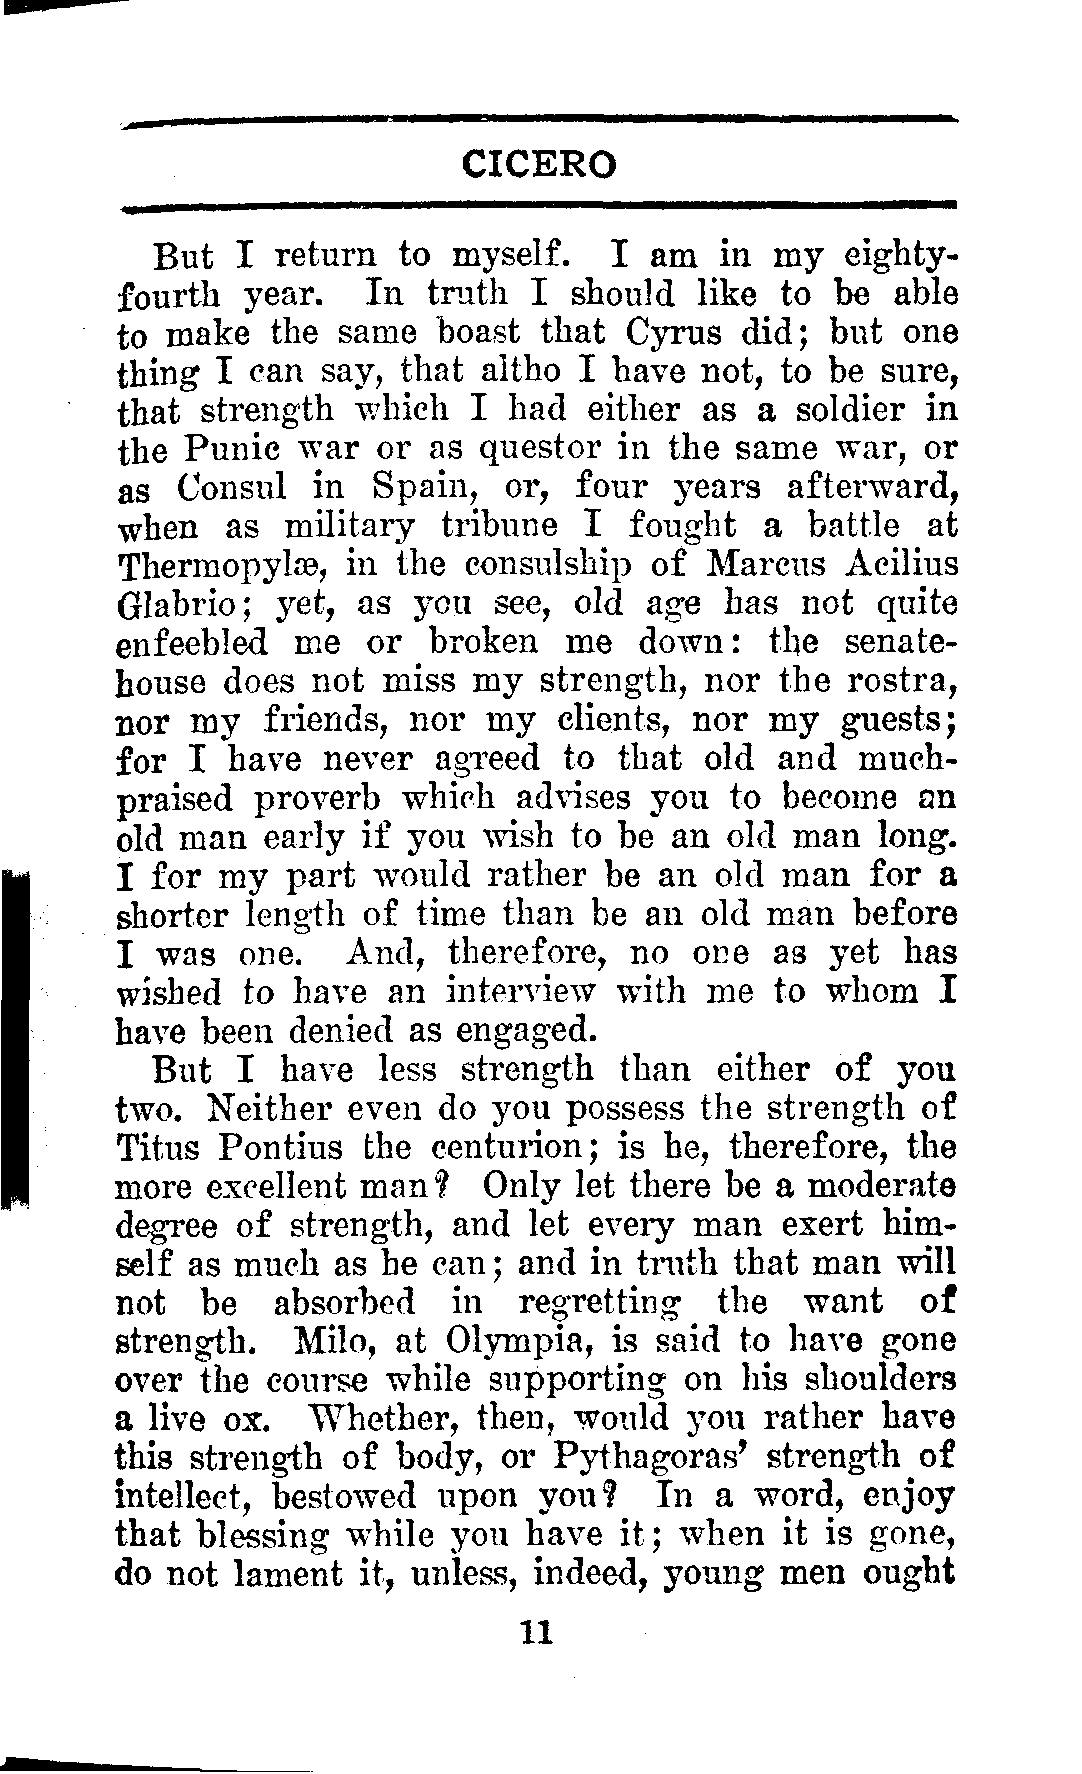 CICERO
But I return to myself. I am in my eighty-
fourth year. In truth I should like to be able
to make the same boast that Cyrus did; but one
thing I can say, that altho I have not, to be sure,
that strength which I had either as a soldier in
the Punic war or as questor in the same war, or
as Consul in Spain, or, four years afterward,
when as military tribune I fought a battle at
Thermopylæ, in the consulship of Marcus Acilius
Glabrio; yet, as you see, old age has not quite
enfeebled me or broken me down: the senate-
house does not miss my strength, nor the rostra,
nor my friends, nor my clients, nor my guests;
for I have never agreed to that old and much-
praised proverb which advises you to become an
old man early if you wish to be an old man long.
I for my part would rather be an old man for a
shorter length of time than be an old man before
I was one. And, therefore, no one as yet has
wished to have an interview with me to whom I
have been denied as engaged.
But I have less strength than either of you
two. Neither even do you possess the strength of
Titus Pontius the centurion; is he, therefore, the
more excellent man? Only let there be a moderate
degree of strength, and let every man exert him-
self as much as he can; and in truth that man will
not be absorbed in regretting the want of
strength. Milo, at Olympia, is said to have gone
over the course while supporting on his shoulders
a live ox. Whether, then, would you rather have
this strength of body, or Pythagoras' strength of
intellect, bestowed upon you? In a word, enjoy
that blessing while you have it; when it is gone,
do not lament it, unless, indeed, young men ought
11